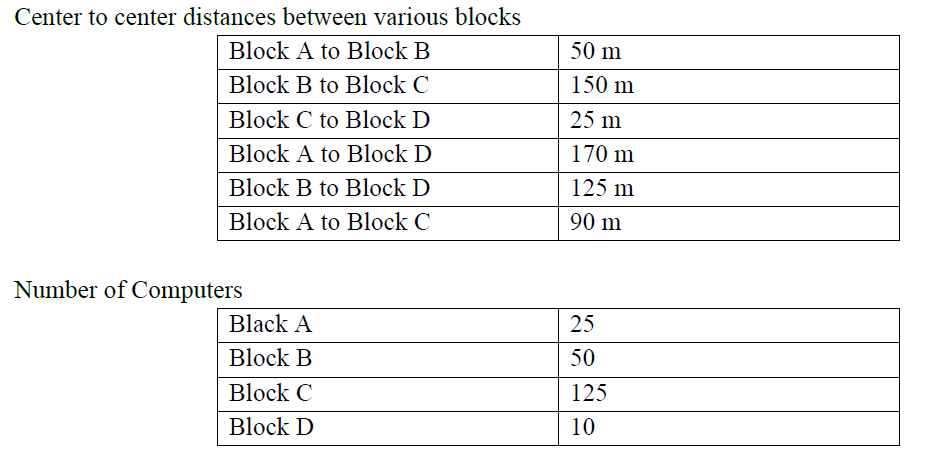 Center to center distances between various blocks
Block A to Block B 50 m
Block B to Block C 150 m
Block C to Block D 25 m
Block A to Block D 170 m
Block B to Block D 125 m
Block A to Block C 90 m
Number of Computers
Black A 25
Block B 50
Block C 125
Block D 10